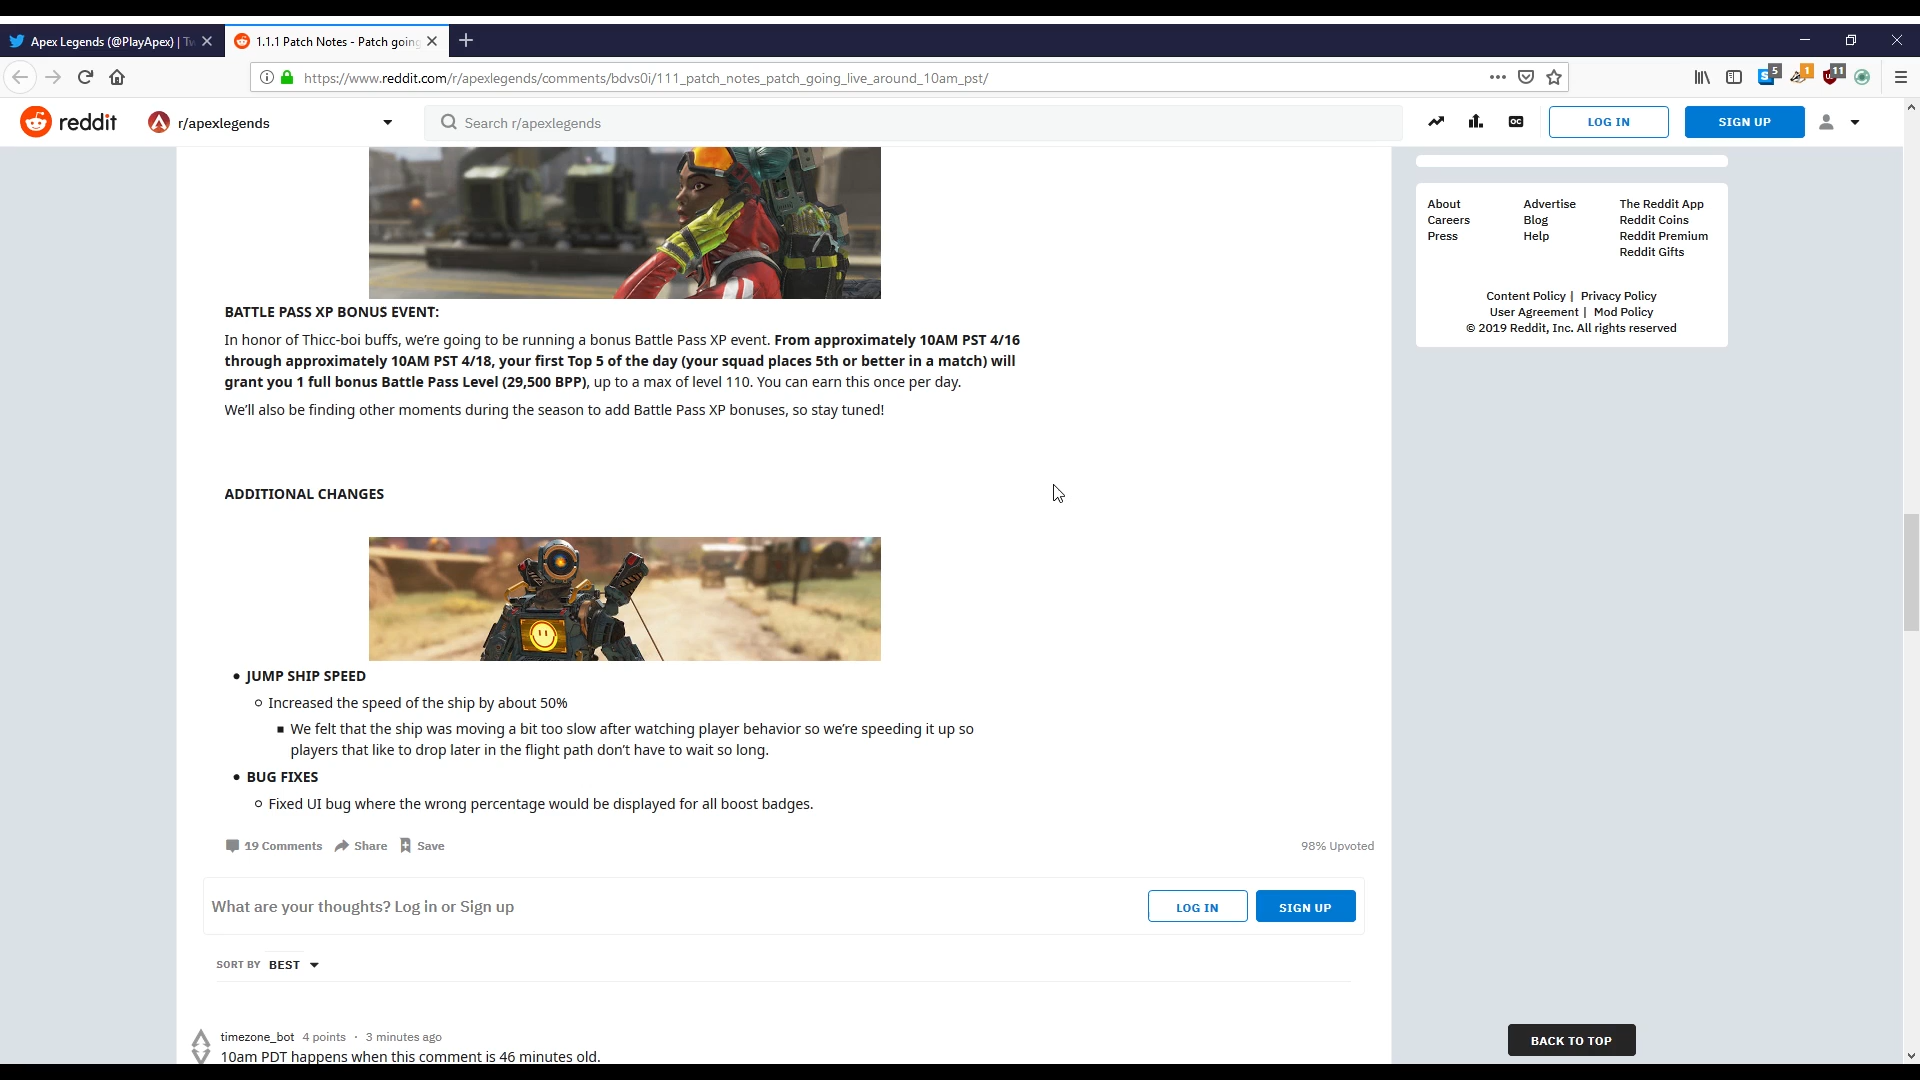 Apex Legends (@PlayApex) | Tw
1.1.1 Patch Notes - Patch going
https://www.reddit.com/r/apexlegends/comments/bdvs0i/111_patch_notes_patch_going_live_around_10am_pst/
5
1
11
reddit
r/apexlegends
Search r/apexlegends
LOG IN
SIGN UP
BATTLE PASS XP BONUS EVENT:
In honor of Thicc-boi buffs, we're going to be running a bonus Battle Pass XP event. From approximately 10AM PST 4/16
through approximately 10AM PST 4/18, your first Top 5 of the day (your squad places 5th or better in a match) will
grant you 1 full bonus Battle Pass Level (29,500 BPP), up to a max of level 110. You can earn this once per day.
We'll also be finding other moments during the season to add Battle Pass XP bonuses, so stay tuned!
ADDITIONAL CHANGES
• JUMP SHIP SPEED
○ Increased the speed of the ship by about 50%
■ We felt that the ship was moving a bit too slow after watching player behavior so we're speeding it up so
players that like to drop later in the flight path don't have to wait so long.
• BUG FIXES
○ Fixed UI bug where the wrong percentage would be displayed for all boost badges.
19 Comments Share Save
98% Upvoted
What are your thoughts? Log in or Sign up
LOG IN
SIGN UP
SORT BY BEST
timezone_bot 4 points · 3 minutes ago
10am PDT happens when this comment is 46 minutes old.
About Advertise The Reddit App
Careers Blog Reddit Coins
Press Help Reddit Premium
Reddit Gifts
Content Policy | Privacy Policy
User Agreement | Mod Policy
© 2019 Reddit, Inc. All rights reserved
BACK TO TOP